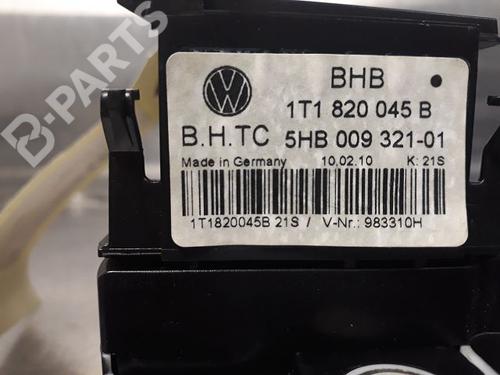 B-PARTS
BHB
1T1 820 045 B
B.H.TC 5HB 009 321-01
Made in Germany 10.02.10 K: 21S
1T1820045B 21S / V-Nr.: 983310H